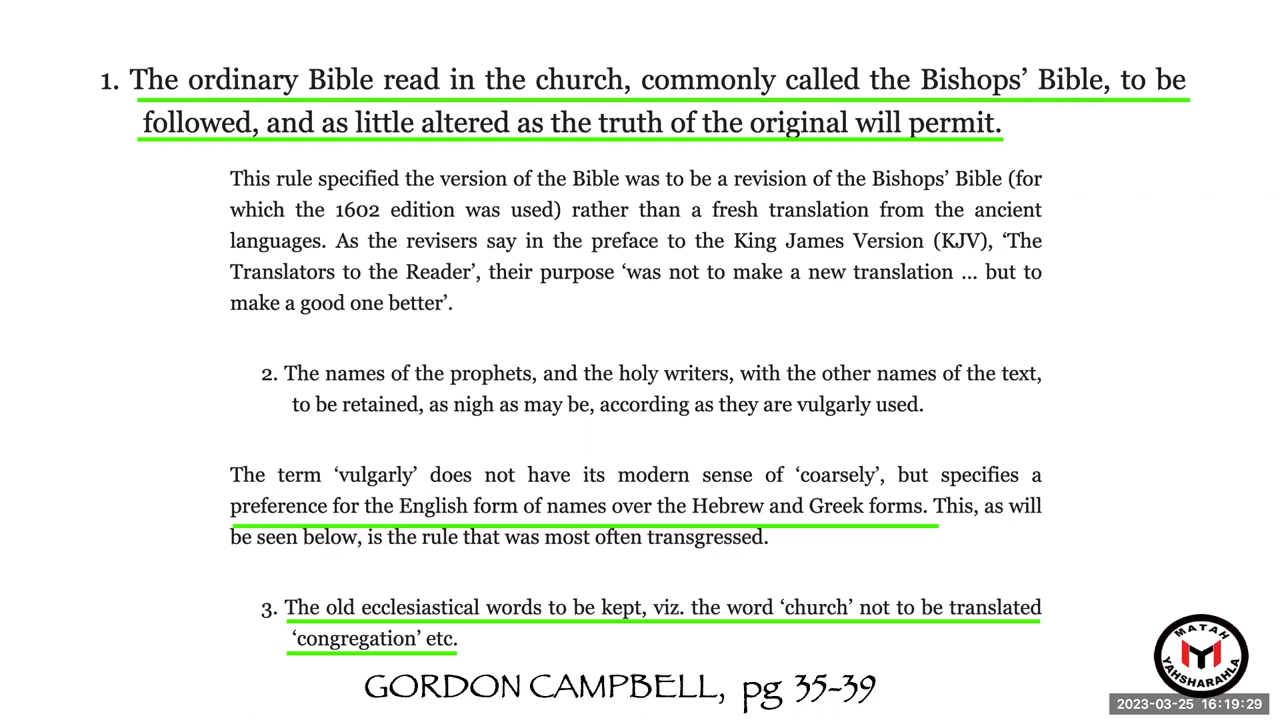 1. The ordinary Bible read in the church, commonly called the Bishops’ Bible, to be
followed, and as little altered as the truth of the original will permit.
This rule specified the version of the Bible was to be a revision of the Bishops’ Bible (for
which the 1602 edition was used) rather than a fresh translation from the ancient
languages. As the revisers say in the preface to the King James Version (KJV), ‘The
Translators to the Reader’, their purpose ‘was not to make a new translation ... but to
make a good one better’.
2. The names of the prophets, and the holy writers, with the other names of the text,
to be retained, as nigh as may be, according as they are vulgarly used.
The term ‘vulgarly’ does not have its modern sense of ‘coarsely’, but specifies a
preference for the English form of names over the Hebrew and Greek forms. This, as will
be seen below, is the rule that was most often transgressed.
3. The old ecclesiastical words to be kept, viz. the word ‘church’ not to be translated
‘congregation’ etc.
GORDON CAMPBELL, pg 35-39
MATAH
YAHSHARAHLA
2023-03-25 16:19:29